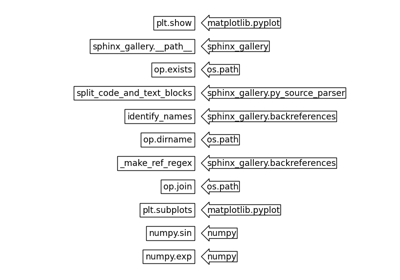 plt.show matplotlib.pyplot
sphinx_gallery.__path__ sphinx_gallery
op.exists os.path
split_code_and_text_blocks sphinx_gallery.py_source_parser
identify_names sphinx_gallery.backreferences
op.dirname os.path
_make_ref_regex sphinx_gallery.backreferences
op.join os.path
plt.subplots matplotlib.pyplot
numpy.sin numpy
numpy.exp numpy